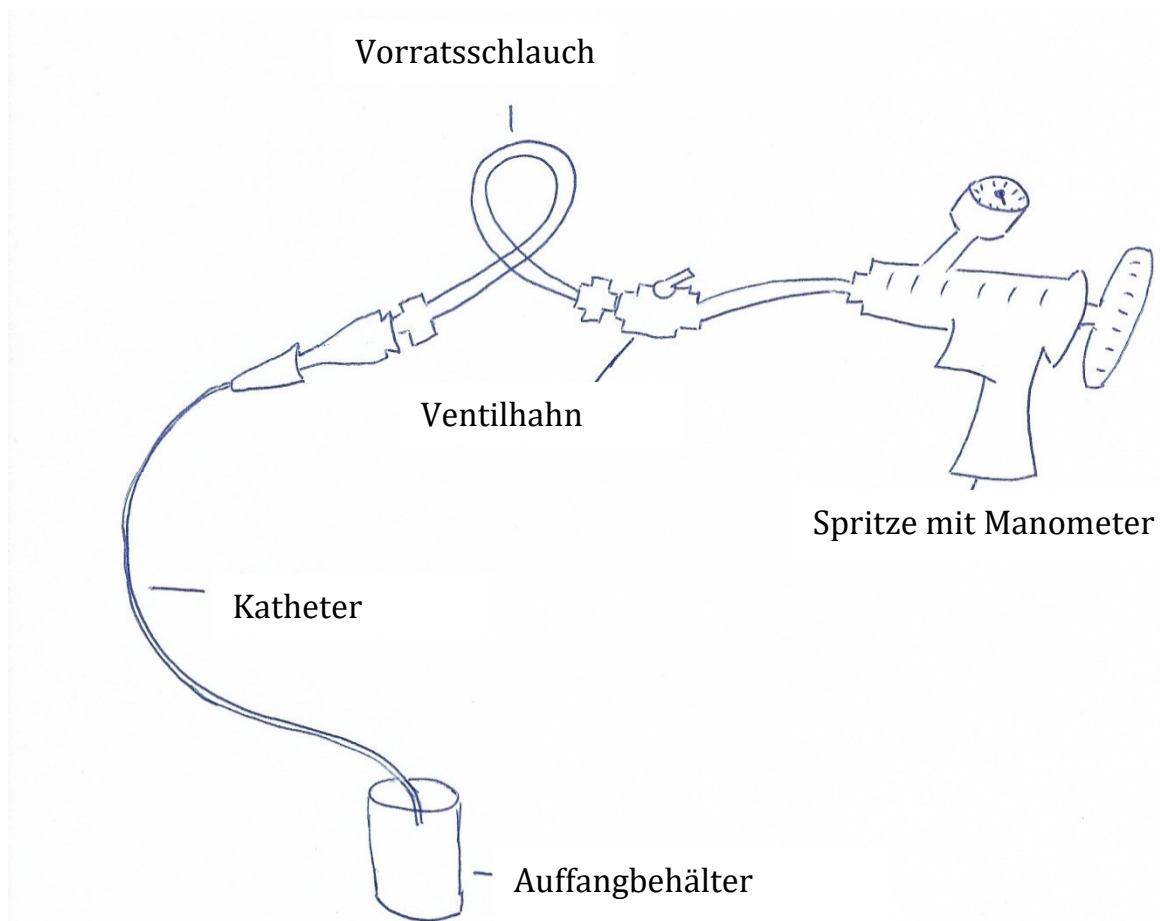 Vorratsschlauch
Ventilhahn
Spritze mit Manometer
Katheter
Auffangbehälter